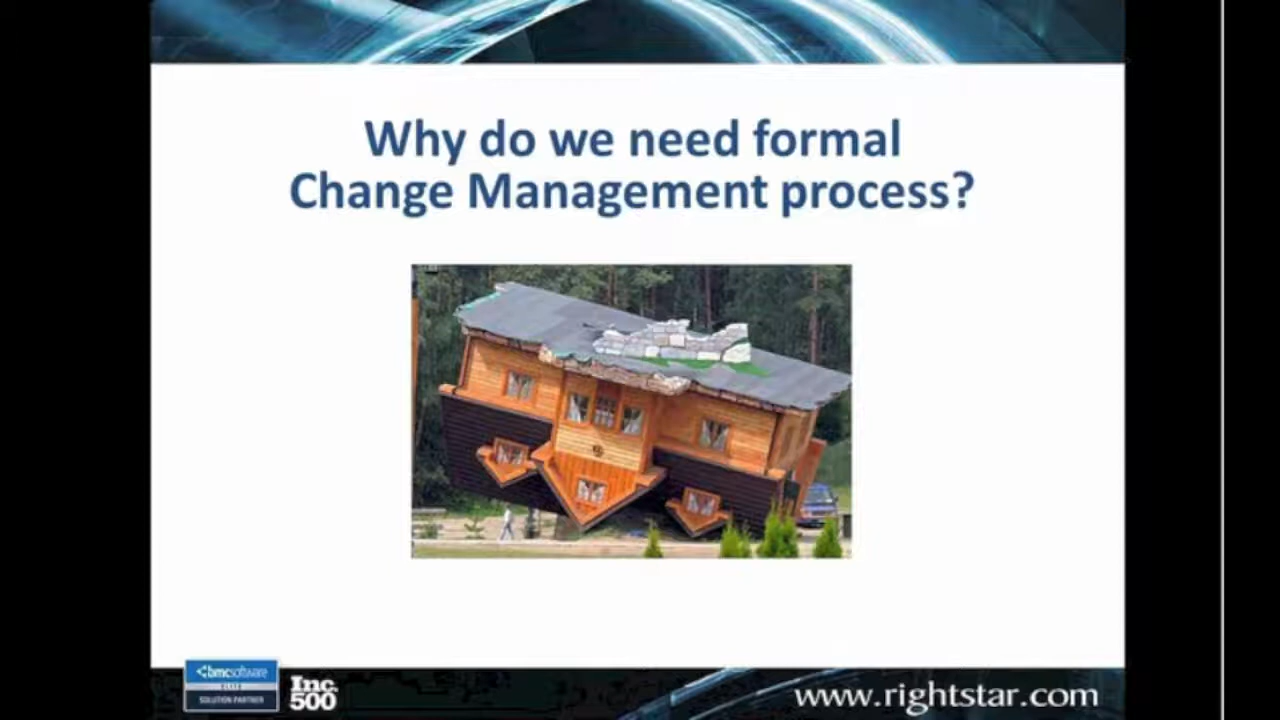 Why do we need formal
Change Management process?
bmcsoftware
SOLUTION PARTNER
Inc.
500
www.rightstar.com